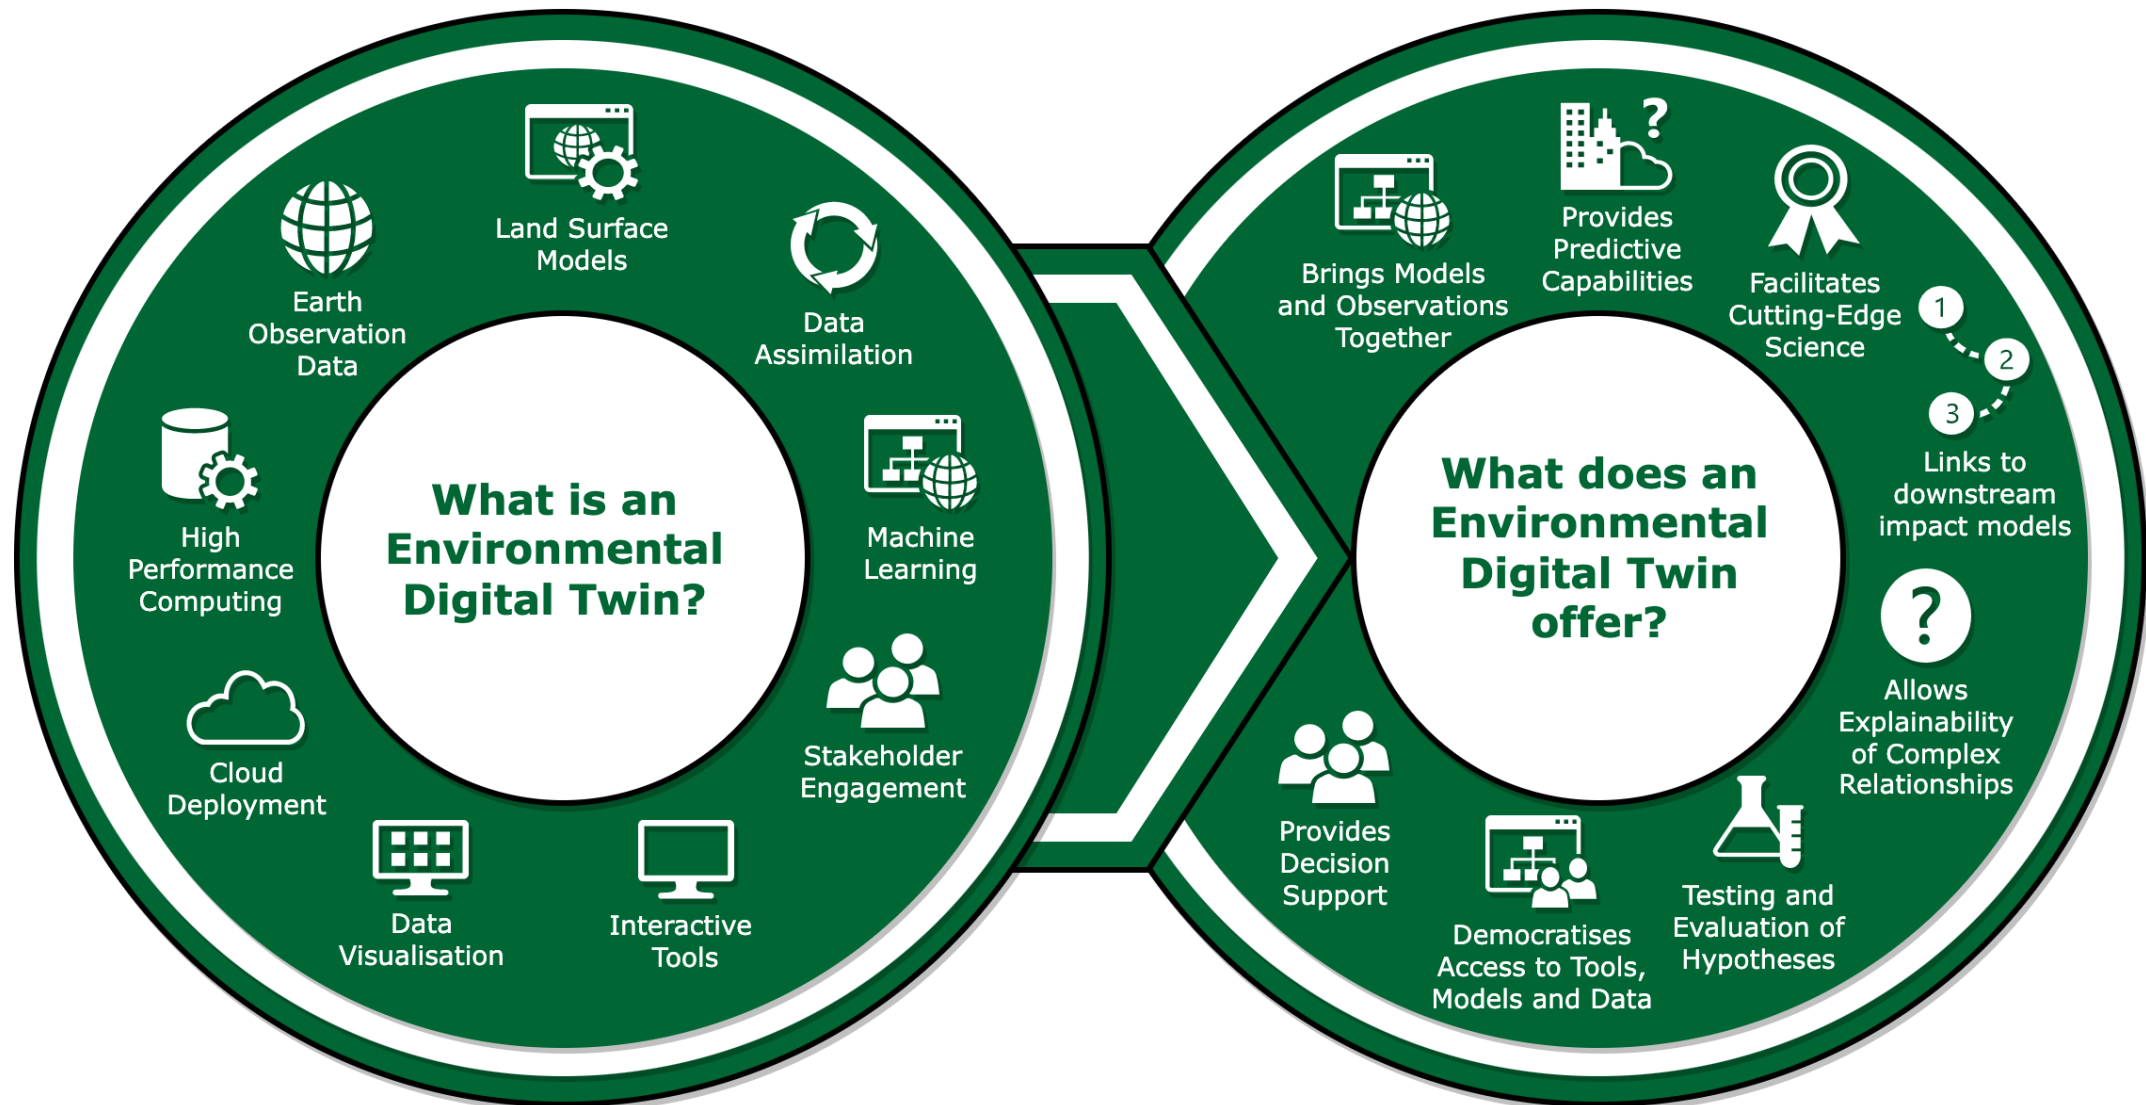 What is an
Environmental
Digital Twin?
Land Surface
Models
Data
Assimilation
Machine
Learning
Stakeholder
Engagement
Interactive
Tools
Data
Visualisation
Cloud
Deployment
High
Performance
Computing
Earth
Observation
Data
What does an
Environmental
Digital Twin
offer?
Brings Models
and Observations
Together
?
Provides
Predictive
Capabilities
Facilitates
Cutting-Edge
Science
1
2
3
Links to
downstream
impact models
?
Allows
Explainability
of Complex
Relationships
Testing and
Evaluation of
Hypotheses
Democratises
Access to Tools,
Models and Data
Provides
Decision
Support